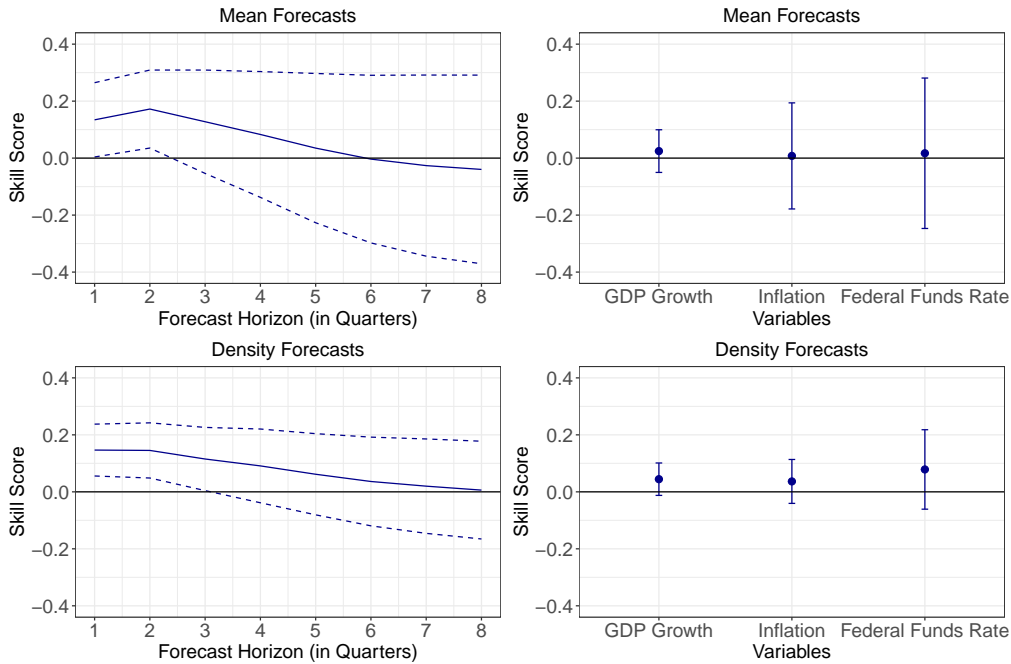 Mean Forecasts
Skill Score
0.4
0.2
0.0
−0.2
−0.4
1 2 3 4 5 6 7 8
Forecast Horizon (in Quarters)
Mean Forecasts
Skill Score
0.4
0.2
0.0
−0.2
−0.4
GDP Growth Inflation Federal Funds Rate
Variables
Density Forecasts
Skill Score
0.4
0.2
0.0
−0.2
−0.4
1 2 3 4 5 6 7 8
Forecast Horizon (in Quarters)
Density Forecasts
Skill Score
0.4
0.2
0.0
−0.2
−0.4
GDP Growth Inflation Federal Funds Rate
Variables